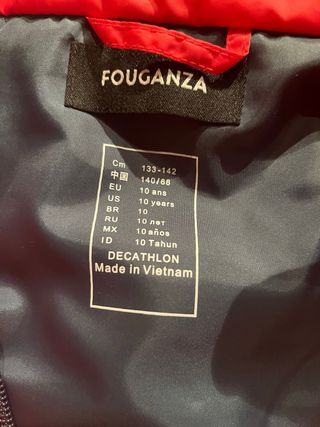 FOUGANZA
Cm 133-142
中国 140/68
EU 10 ans
US 10 years
BR 10
RU 10 лет
MX 10 años
ID 10 Tahun
DECATHLON
Made in Vietnam